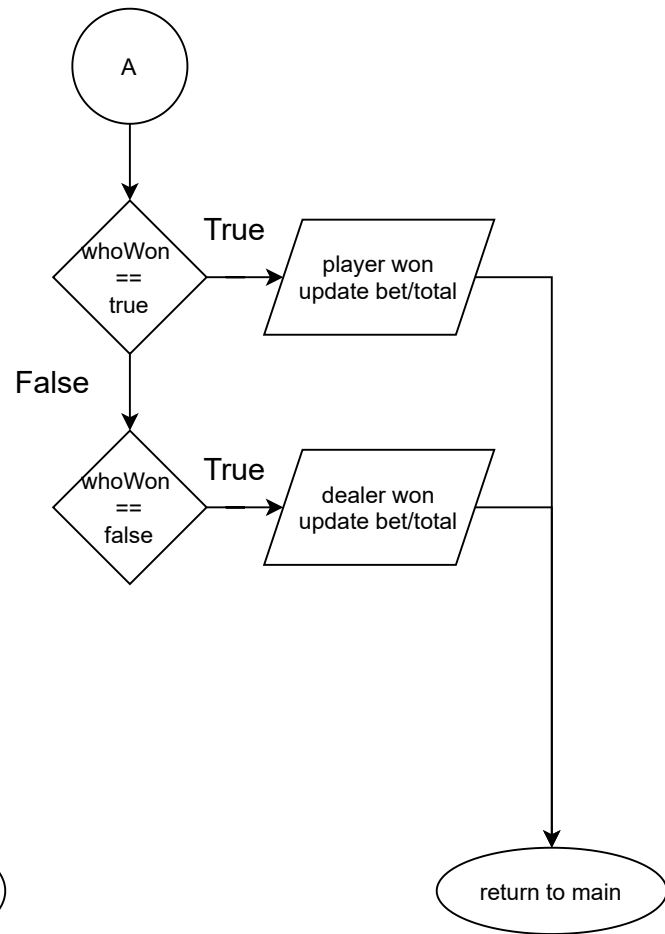 A
whoWon
==
true
True
player won
update bet/total
False
whoWon
==
false
True
dealer won
update bet/total
return to main